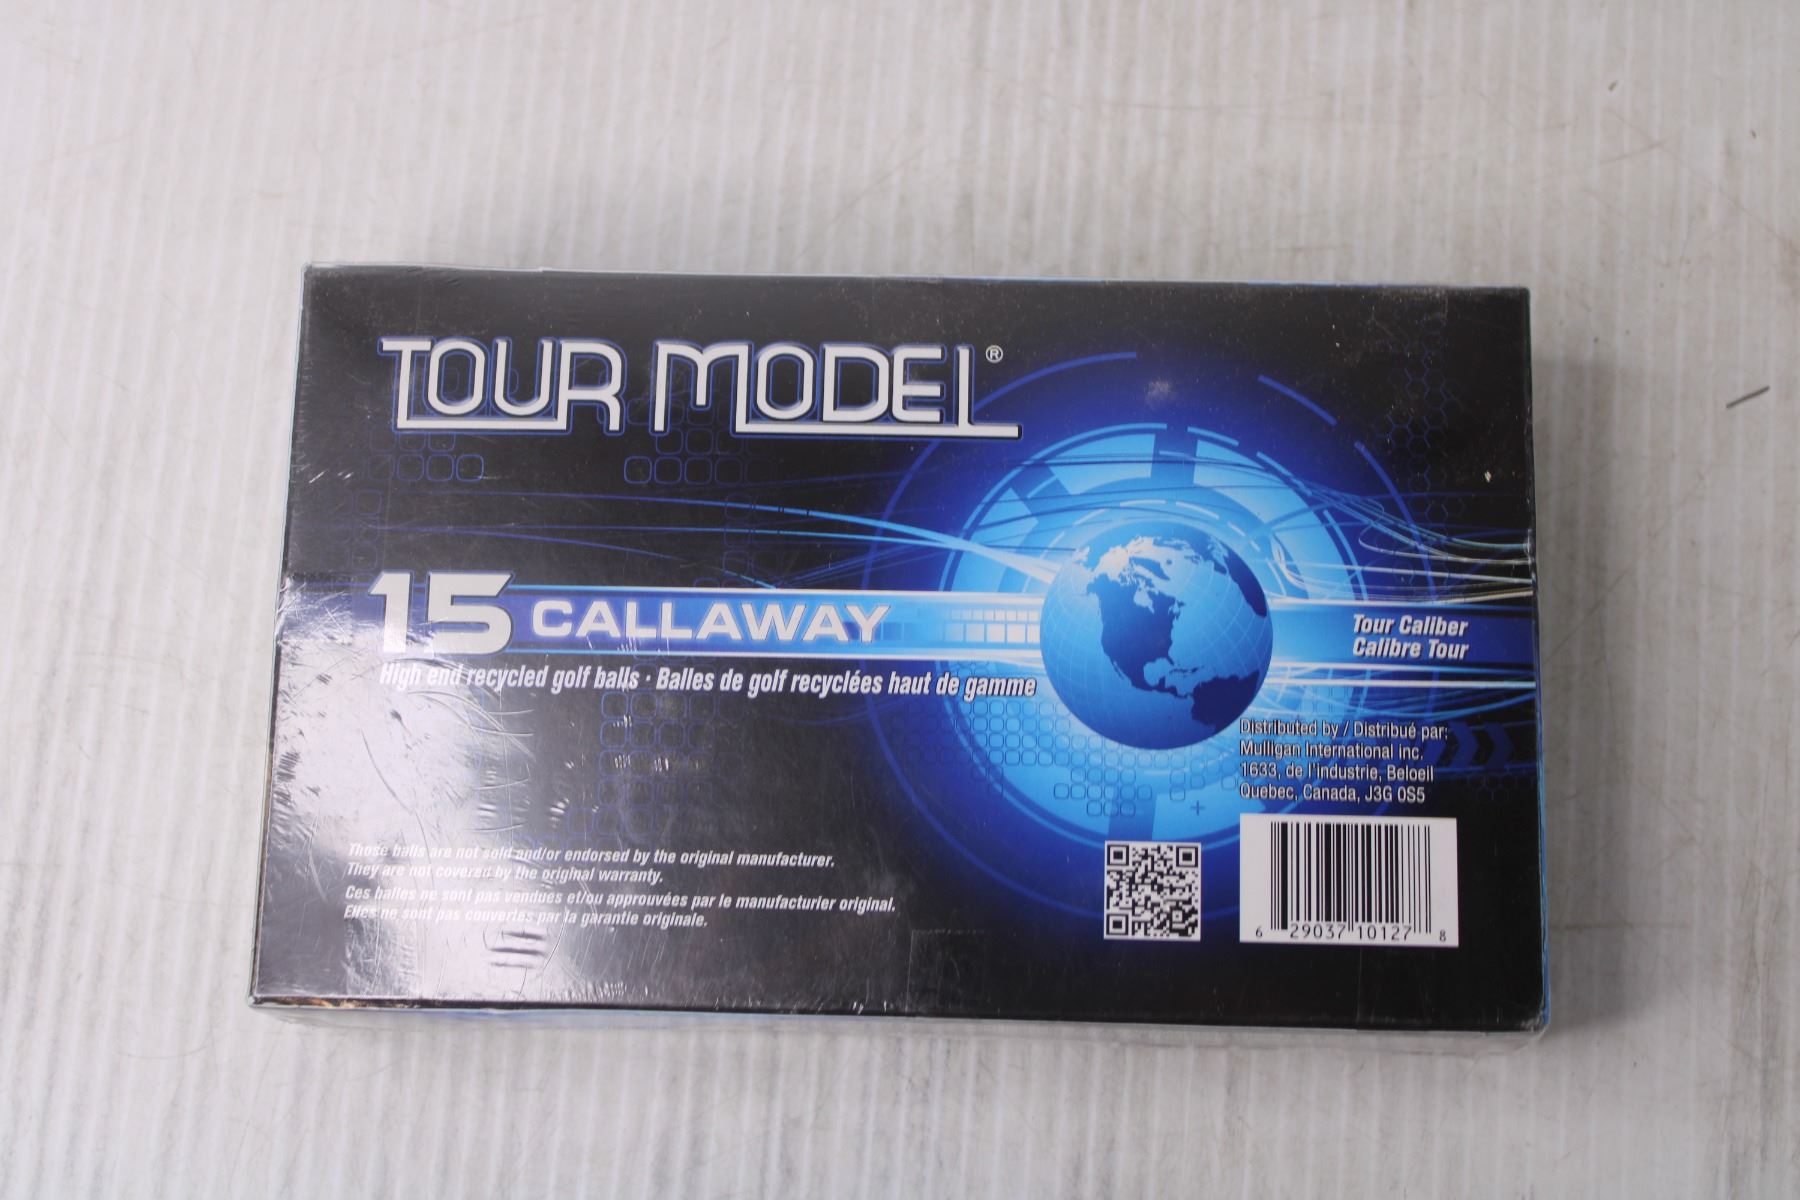 TOUR MODEL®
15 CALLAWAY
High end recycled golf balls · Balles de golf recyclées haut de gamme
Tour Caliber
Calibre Tour
Distributed by / Distribué par:
Mulligan International inc.
1633, de l'industrie, Beloeil
Quebec, Canada, J3G 0S5
Those balls are not sold and/or endorsed by the original manufacturer.
They are not covered by the original warranty.
Ces balles ne sont pas vendues et/ou approuvées par le manufacturier original.
Elles ne sont pas couvertes par la garantie originale.
6 29037 10127 8